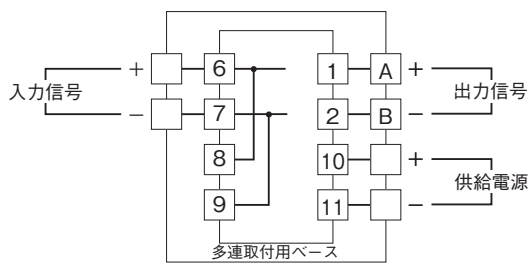 + 6 1 A +
入力信号 出力信号
− 7 2 B −
8 10 +
供給電源
9 11 −
多連取付用ベース